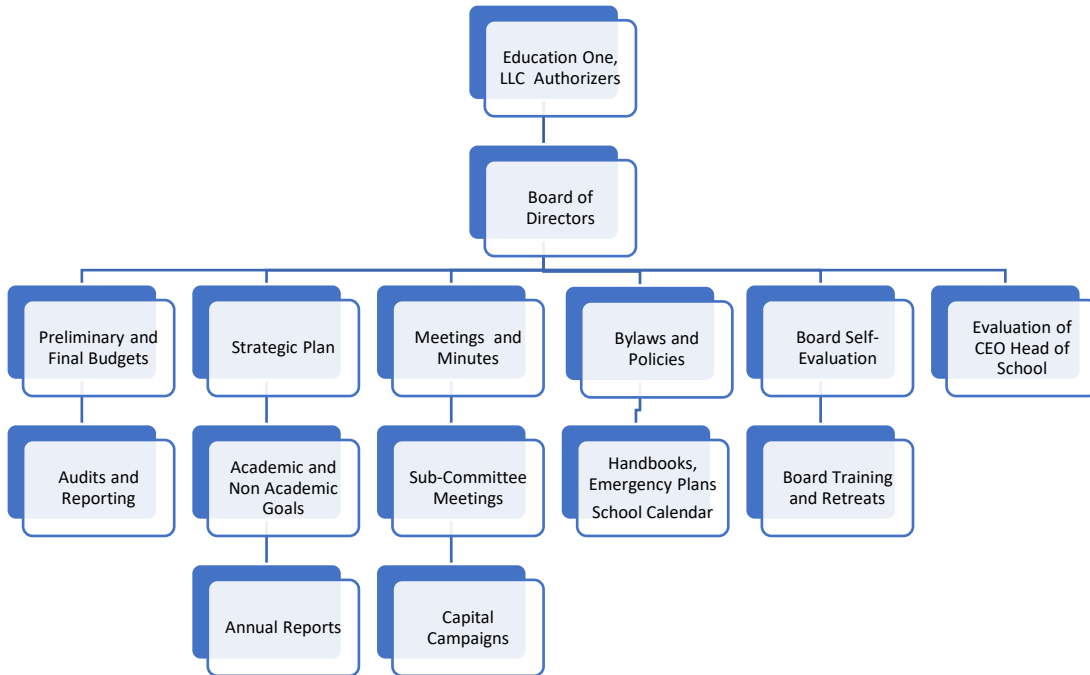 Education One,
LLC Authorizers
Board of
Directors
Preliminary and
Final Budgets
Strategic Plan
Meetings and
Minutes
Bylaws and
Policies
Board Self-
Evaluation
Evaluation of
CEO Head of
School
Audits and
Reporting
Academic and
Non Academic
Goals
Sub-Committee
Meetings
Handbooks,
Emergency Plans
School Calendar
Board Training
and Retreats
Annual Reports
Capital
Campaigns